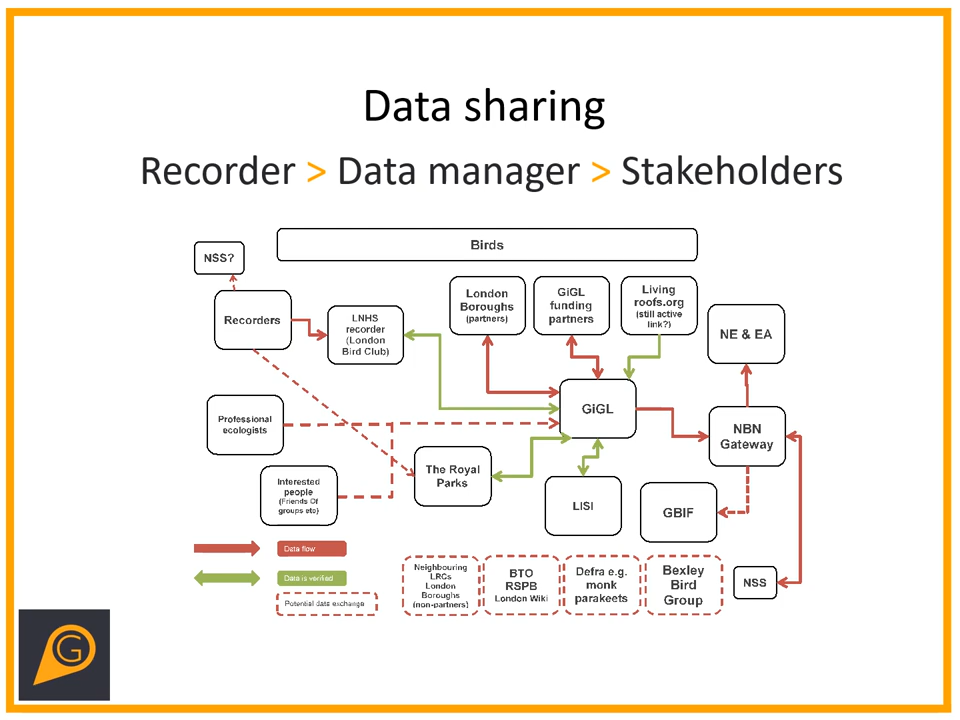 Data sharing
Recorder > Data manager > Stakeholders
Birds
NSS?
Recorders
LNHS
recorder
(London
Bird Club)
London
Boroughs
(partners)
GiGL
funding
partners
Living
roofs.org
(still active
link?)
NE & EA
GiGL
Professional
ecologists
NBN
Gateway
The Royal
Parks
Interested
people
(Friends Of
groups etc)
LISI
GBIF
Data flow
Data is verified
Potential data exchange
Neighbouring
LRCs
London
Boroughs
(non-partners)
BTO
RSPB
London Wiki
Defra e.g.
monk
parakeets
Bexley
Bird
Group
NSS
G